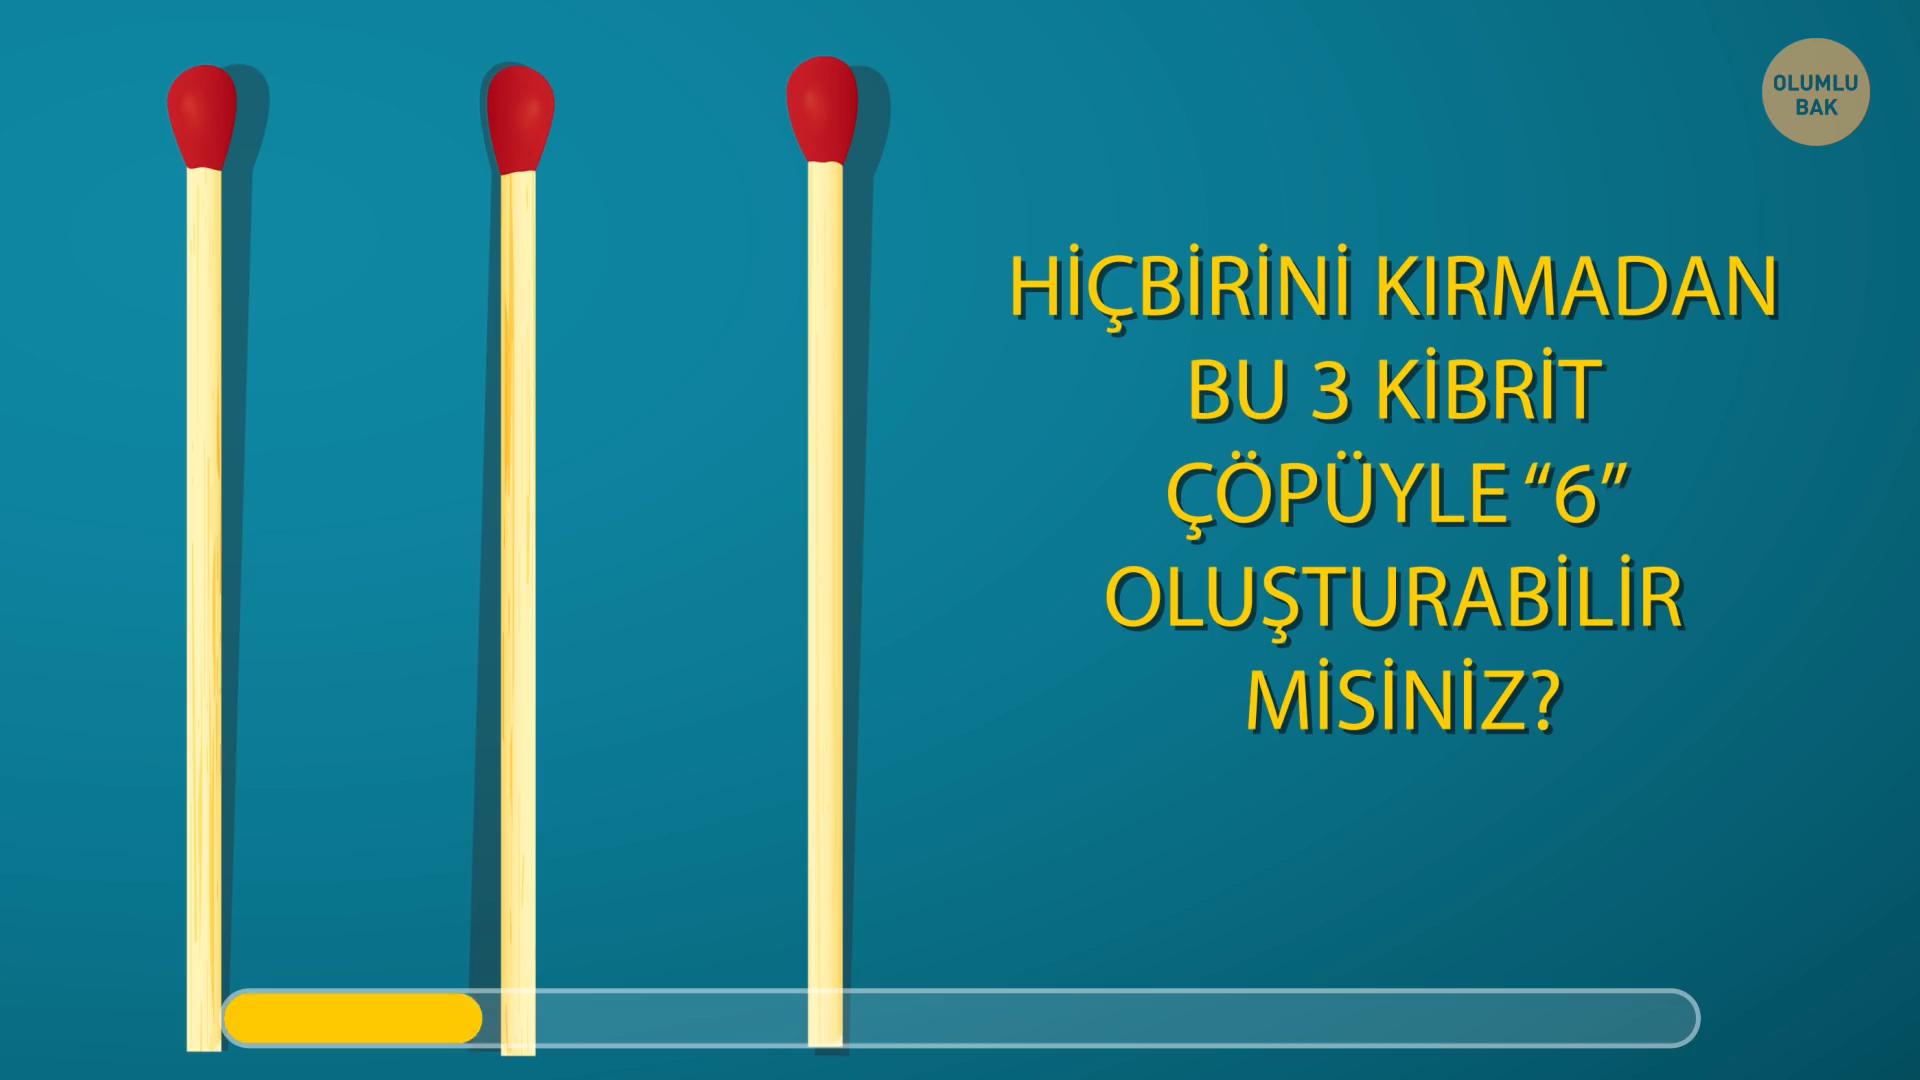 OLUMLU
BAK
HİÇBİRİNİ KIRMADAN
BU 3 KİBRİT
ÇÖPÜYLE “6”
OLUŞTURABİLİR
MİSİNİZ?